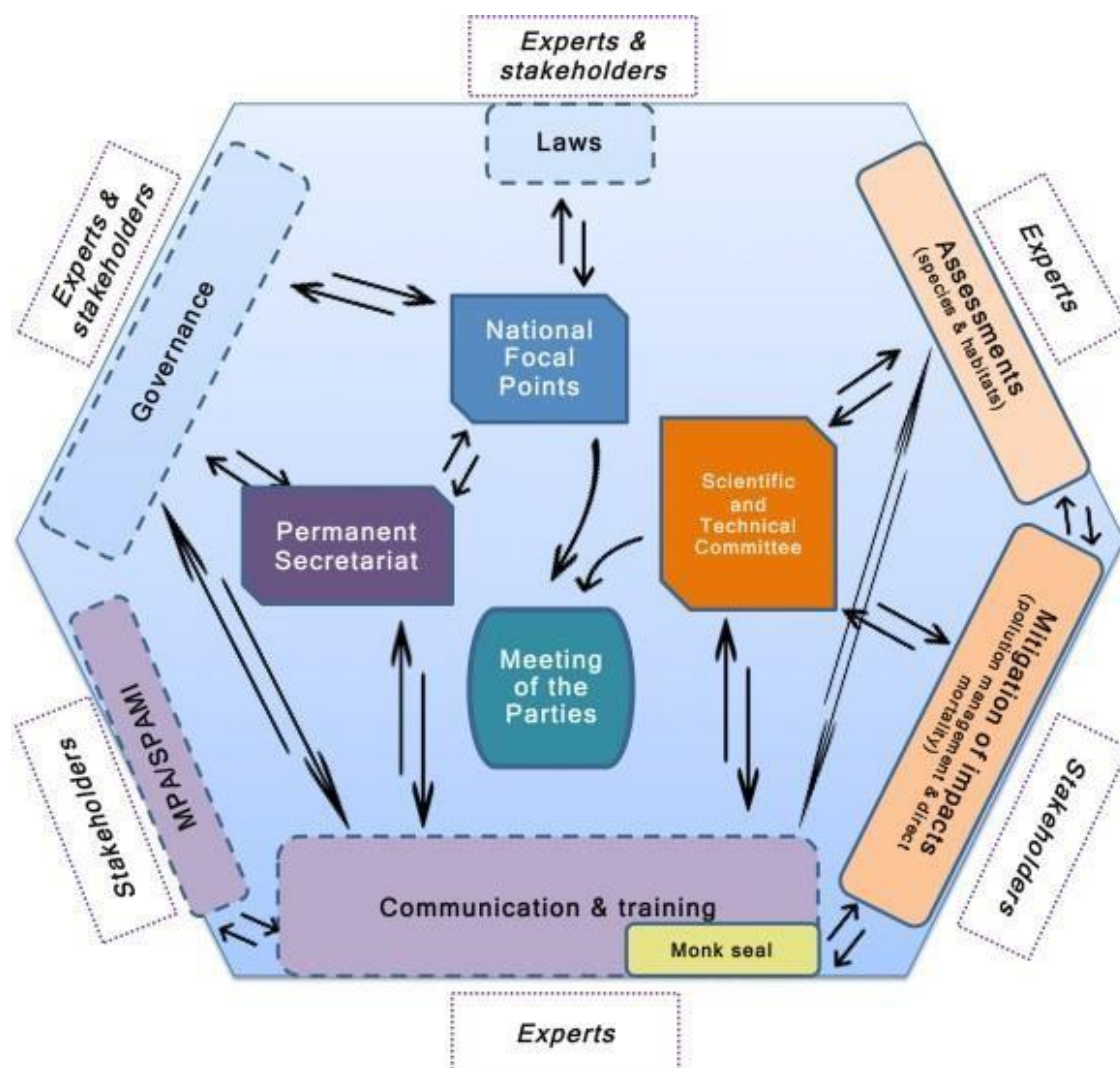 Experts &
stakeholders
Laws
Experts &
stakeholders
Governance
Experts
Assessments
(species & habitats)
National
Focal
Points
Scientific
and
Technical
Committee
Permanent
Secretariat
Meeting
of the
Parties
Mitigation of impacts
(pollution management & direct
mortality)
MPA/SPAMI
Stakeholders
Stakeholders
Communication & training
Monk seal
Experts